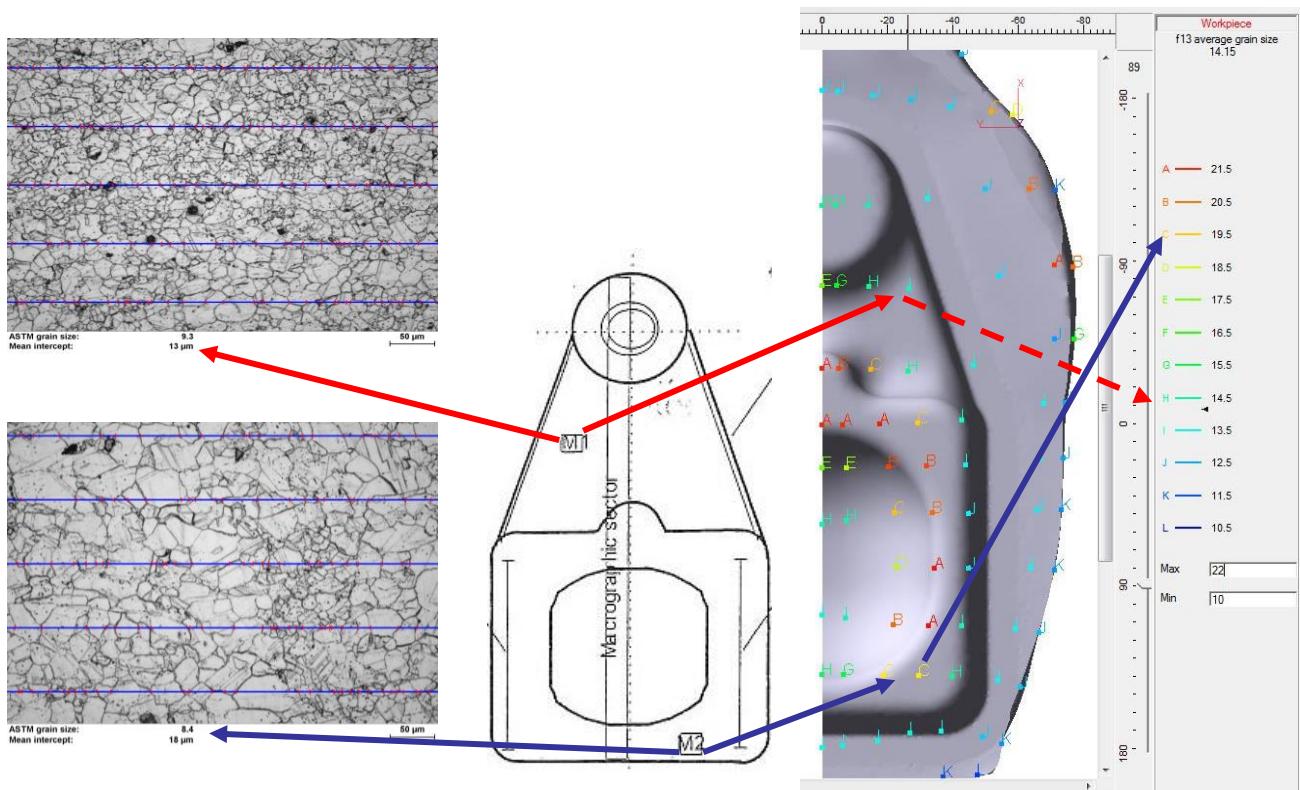 ASTM grain size: 9.3
Mean intercept: 13 µm
50 µm
ASTM grain size: 8.4
Mean intercept: 18 µm
50 µm
M1
Macrographic sector
M2
0 -20 -40 -60 -80
-180
-90
0
90
180
X
Y
Z
89
Workpiece
f13 average grain size
14.15
A 21.5
B 20.5
C 19.5
D 18.5
E 17.5
F 16.5
G 15.5
H 14.5
I 13.5
J 12.5
K 11.5
L 10.5
Max 22
Min 10